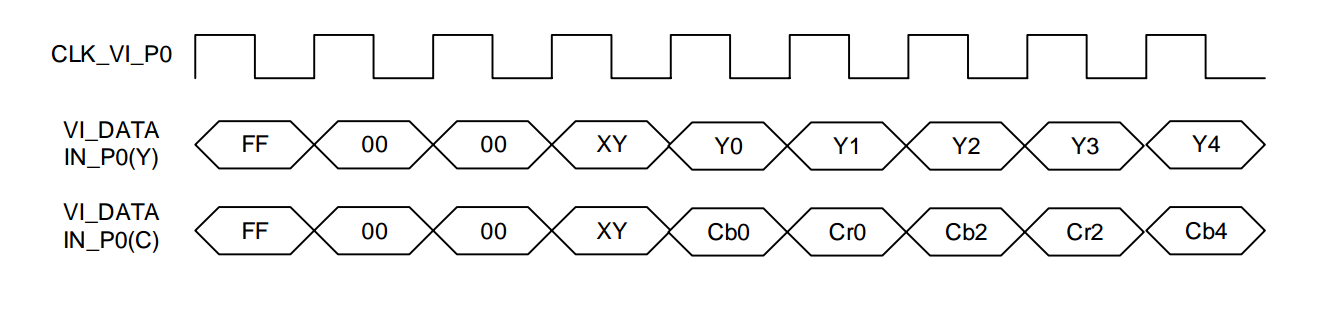 CLK_VI_P0
VI_DATA
IN_P0(Y)
FF 00 00 XY Y0 Y1 Y2 Y3 Y4
VI_DATA
IN_P0(C)
FF 00 00 XY Cb0 Cr0 Cb2 Cr2 Cb4